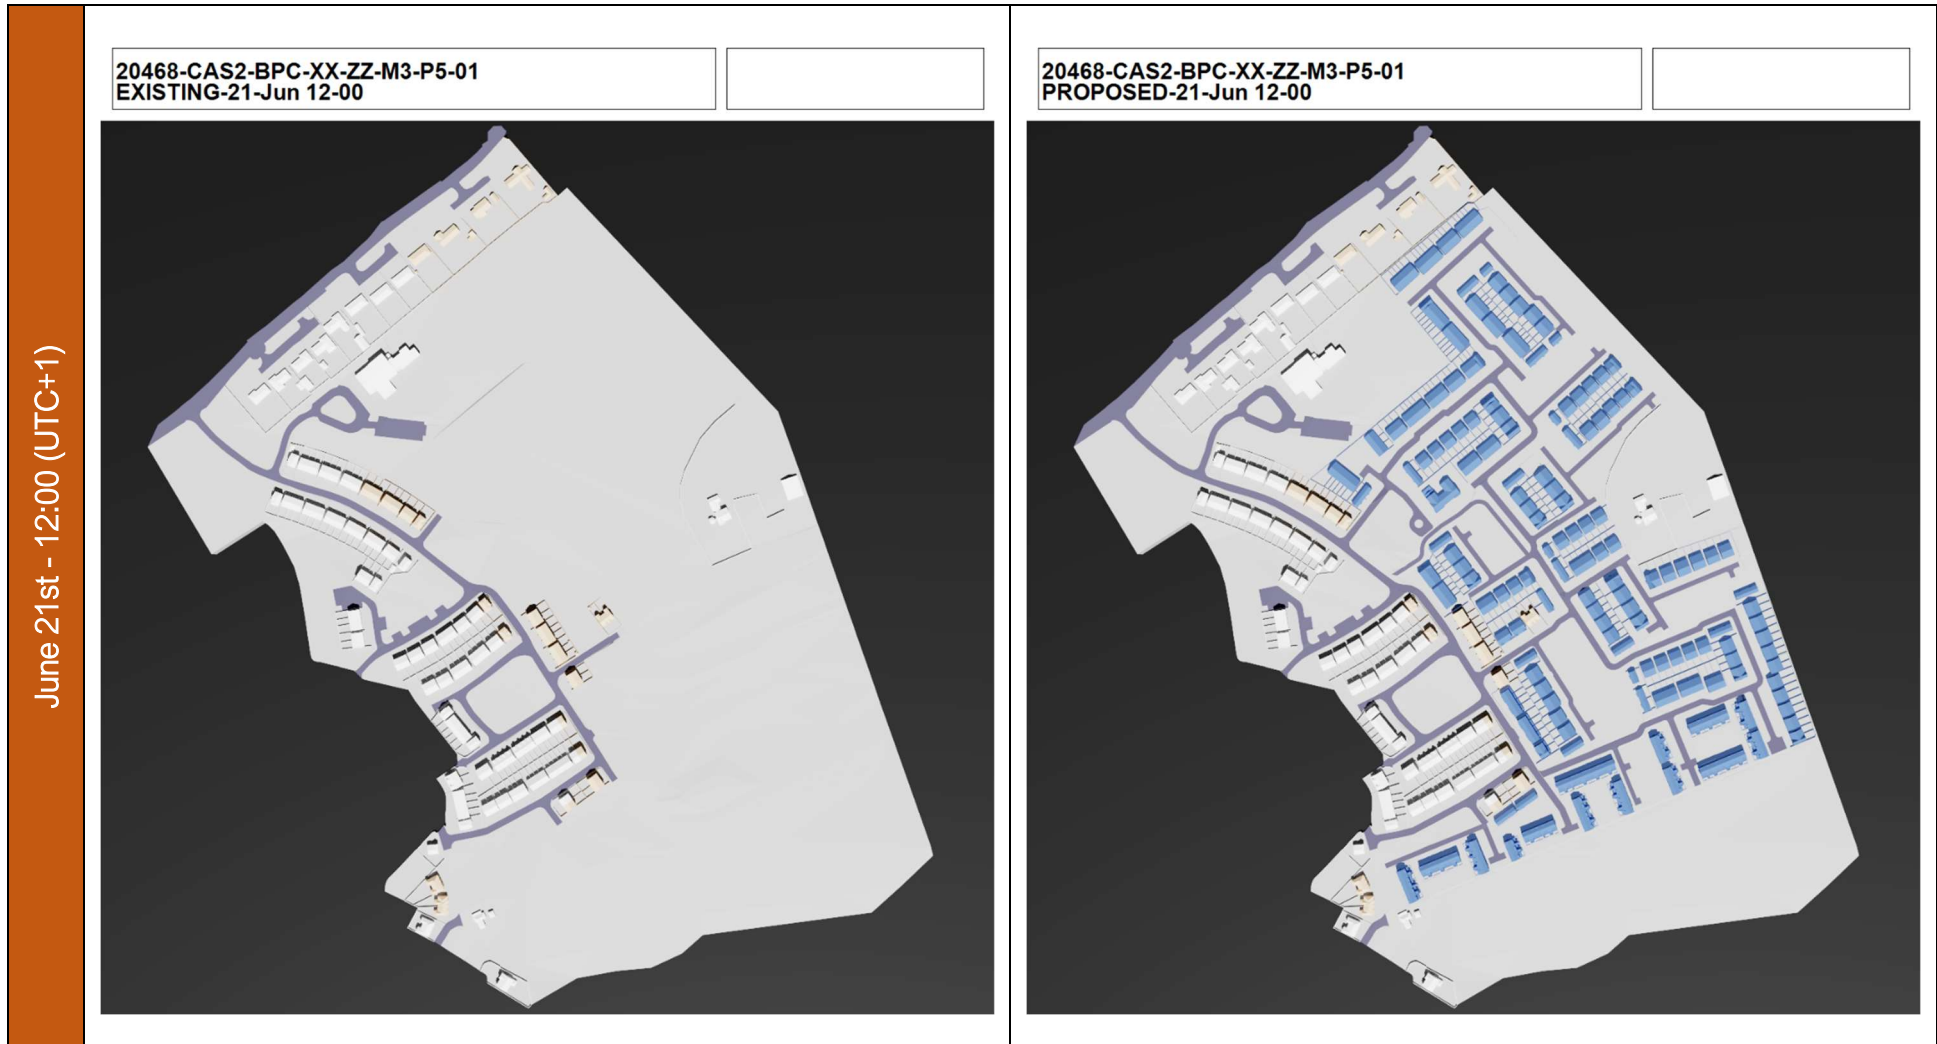 June 21st - 12:00 (UTC+1)
20468-CAS2-BPC-XX-ZZ-M3-P5-01
EXISTING-21-Jun 12-00
20468-CAS2-BPC-XX-ZZ-M3-P5-01
PROPOSED-21-Jun 12-00